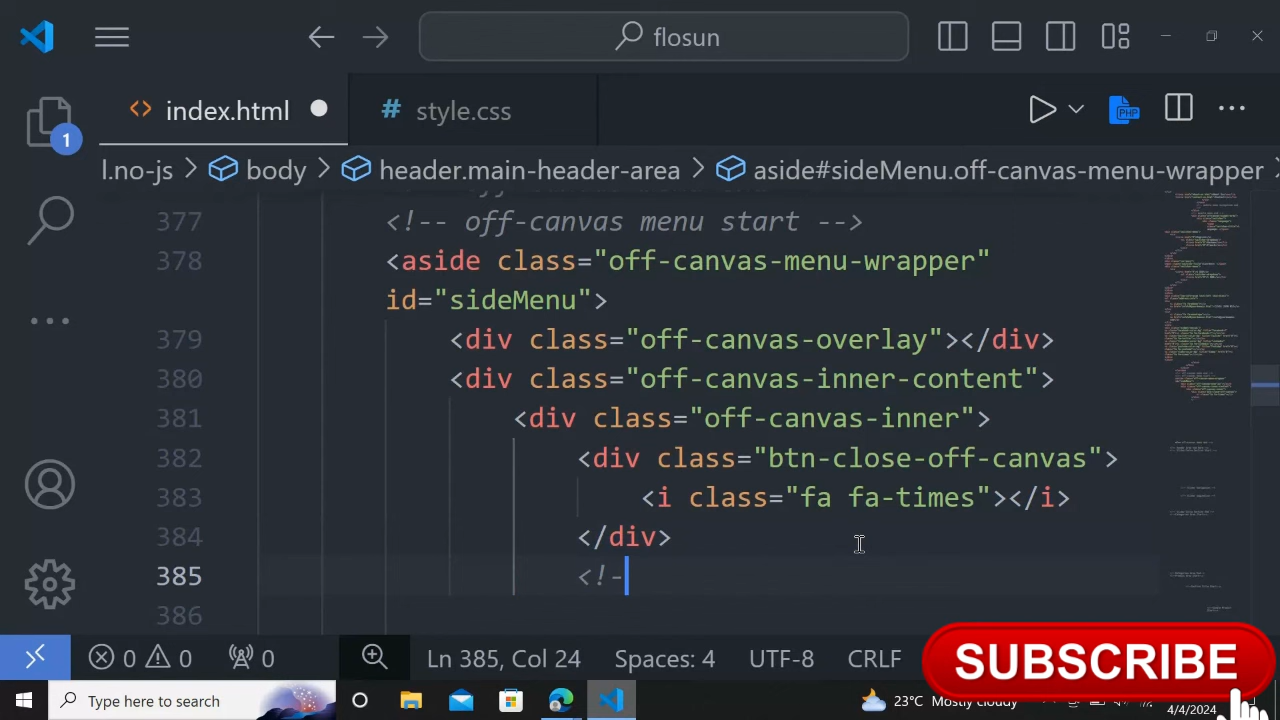 flosun
index.html
# style.css
PHP
1
l.no-js > body > header.main-header-area > aside#sideMenu.off-canvas-menu-wrapper
377 <!-- off-canvas menu start -->
378 <aside class="off-canvas-menu-wrapper"
id="sideMenu">
379 <div class="off-canvas-overlay"></div>
380 <div class="off-canvas-inner-content">
381 <div class="off-canvas-inner">
382 <div class="btn-close-off-canvas">
383 <i class="fa fa-times"></i>
384 </div>
385 <!-
386
0 0 0 Ln 385, Col 24 Spaces: 4 UTF-8 CRLF
SUBSCRIBE
Type here to search
23°C Mostly cloudy
4/4/2024